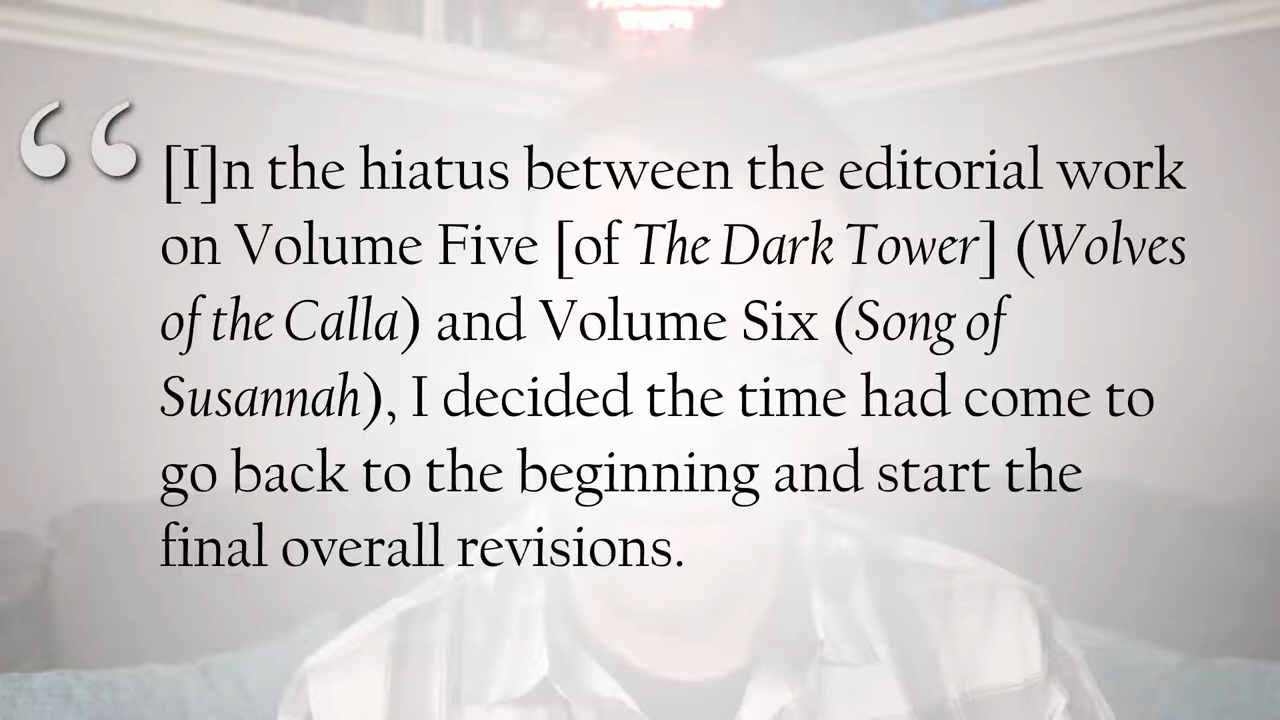 “
[I]n the hiatus between the editorial work
on Volume Five [of The Dark Tower] (Wolves
of the Calla) and Volume Six (Song of
Susannah), I decided the time had come to
go back to the beginning and start the
final overall revisions.